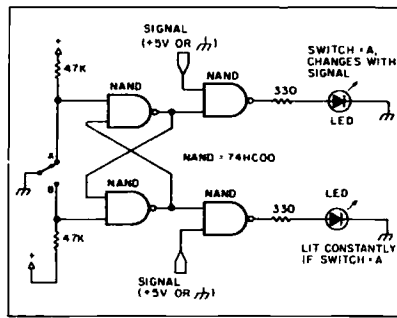 SIGNAL
(+5V OR ⏚)
SWITCH = A,
CHANGES WITH
SIGNAL
+
47K
NAND
NAND
330
LED
A
NAND = 74HC00
B
NAND
NAND
LED
330
+
47K
LIT CONSTANTLY
IF SWITCH = A
SIGNAL
(+5V OR ⏚)